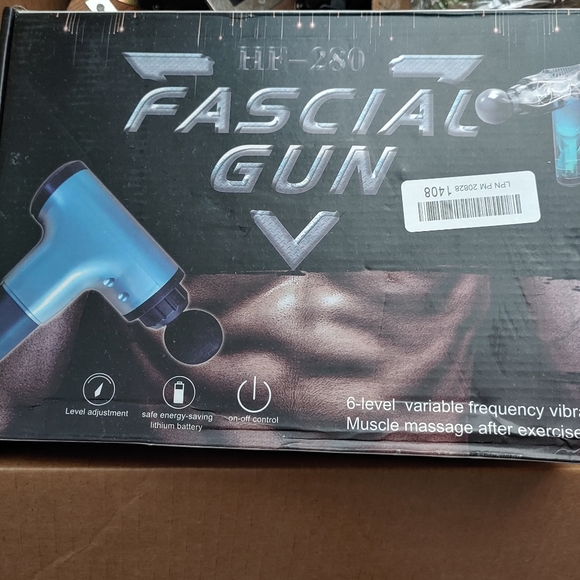 HF-280
FASCIAL
GUN
LPN PM 20828 1408
Level adjustment
safe energy-saving
lithium battery
on-off control
6-level variable frequency vibra
Muscle massage after exercise